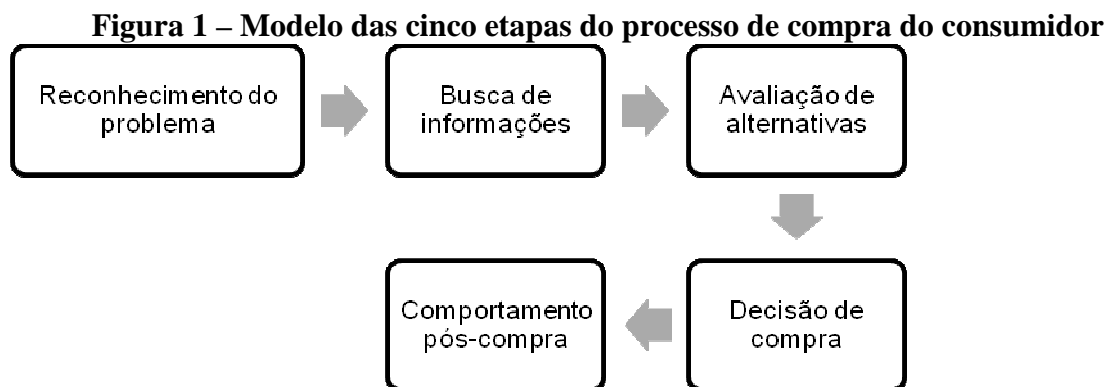 Figura 1 – Modelo das cinco etapas do processo de compra do consumidor
Reconhecimento do
problema
Busca de
informações
Avaliação de
alternativas
Decisão de
compra
Comportamento
pós-compra